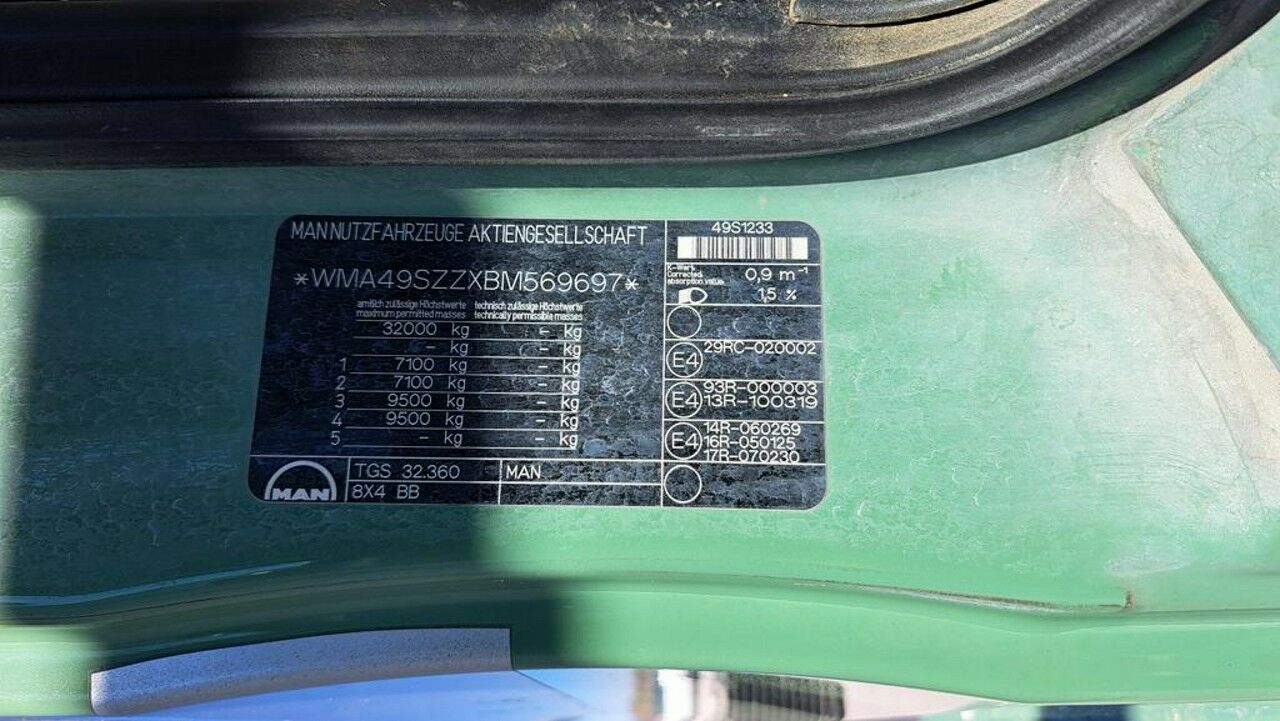 MAN NUTZFAHRZEUGE AKTIENGESELLSCHAFT
*WMA49SZZXBM569697*
amtlich zulässige Höchstwerte technisch zulässige Höchstwerte
maximum permitted masses technically permissible masses
32000 kg – kg
– kg – kg
1 7100 kg – kg
2 7100 kg – kg
3 9500 kg – kg
4 9500 kg – kg
5 – kg – kg
MAN
TGS 32.360 MAN
8X4 BB
49S1233
K-Wert
Corrected
absorption value
0,9 m⁻¹
1,5 %
E4 29RC-020002
E4 93R-000003
13R-100319
E4 14R-060269
16R-050125
17R-070230